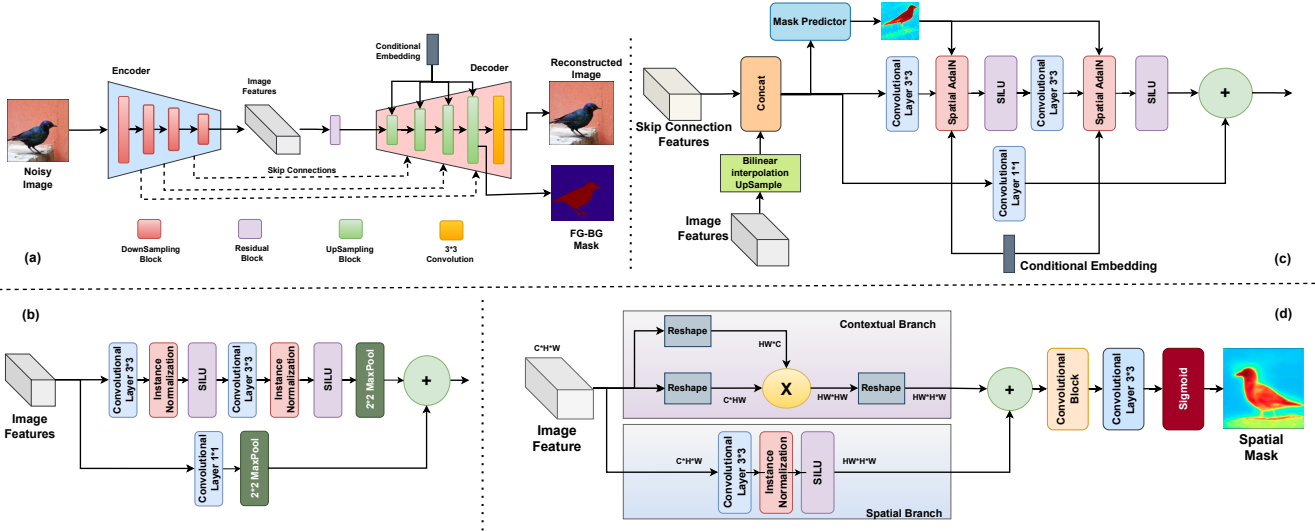 Conditional
Embedding
Encoder
Decoder
Image
Features
Reconstructed
Image
Noisy
Image
Skip Connections
FG-BG
Mask
DownSampling
Block
Residual
Block
UpSampling
Block
3*3
Convolution
(a)
Mask Predictor
Concat
Skip Connection
Features
Bilinear
interpolation
UpSample
Image
Features
Convolutional
Layer 3*3
Spatial AdaIN
SILU
Convolutional
Layer 3*3
Spatial AdaIN
SILU
+
Convolutional
Layer 1*1
Conditional Embedding
(c)
(b)
Image
Features
Convolutional
Layer 3*3
Instance
Normalization
SILU
Convolutional
Layer 3*3
Instance
Normalization
SILU
2*2 MaxPool
+
Convolutional
Layer 1*1
2*2 MaxPool
(d)
C*H*W
Image
Feature
Contextual Branch
Reshape
HW*C
Reshape
C*HW
X
HW*HW
Reshape
HW*H*W
C*H*W
Convolutional
Layer 3*3
Instance
Normalization
SILU
HW*H*W
Spatial Branch
+
Convolutional
Block
Convolutional
Layer 3*3
Sigmoid
Spatial
Mask